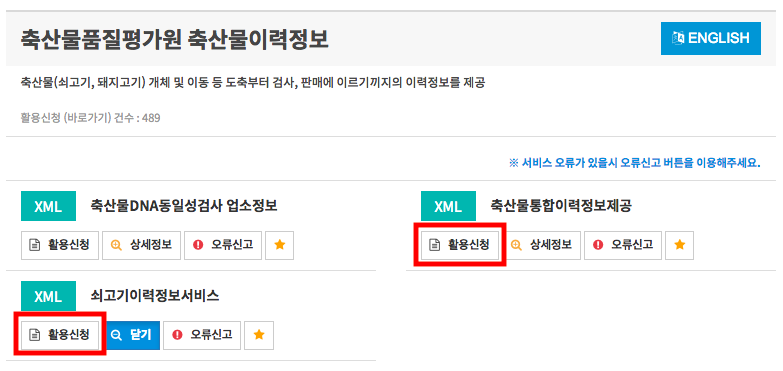 축산물품질평가원 축산물이력정보
ENGLISH
축산물(쇠고기, 돼지고기) 개체 및 이동 등 도축부터 검사, 판매에 이르기까지의 이력정보를 제공
활용신청 (바로가기) 건수 : 489
※ 서비스 오류가 있을시 오류신고 버튼을 이용해주세요.
XML 축산물DNA동일성검사 업소정보
활용신청 상세정보 오류신고
XML 축산물통합이력정보제공
활용신청 상세정보 오류신고
XML 쇠고기이력정보서비스
활용신청 닫기 오류신고